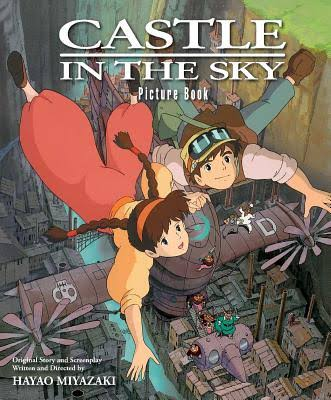 CASTLE
IN THE SKY
Picture Book
D
Original Story and Screenplay
Written and Directed by
HAYAO MIYAZAKI